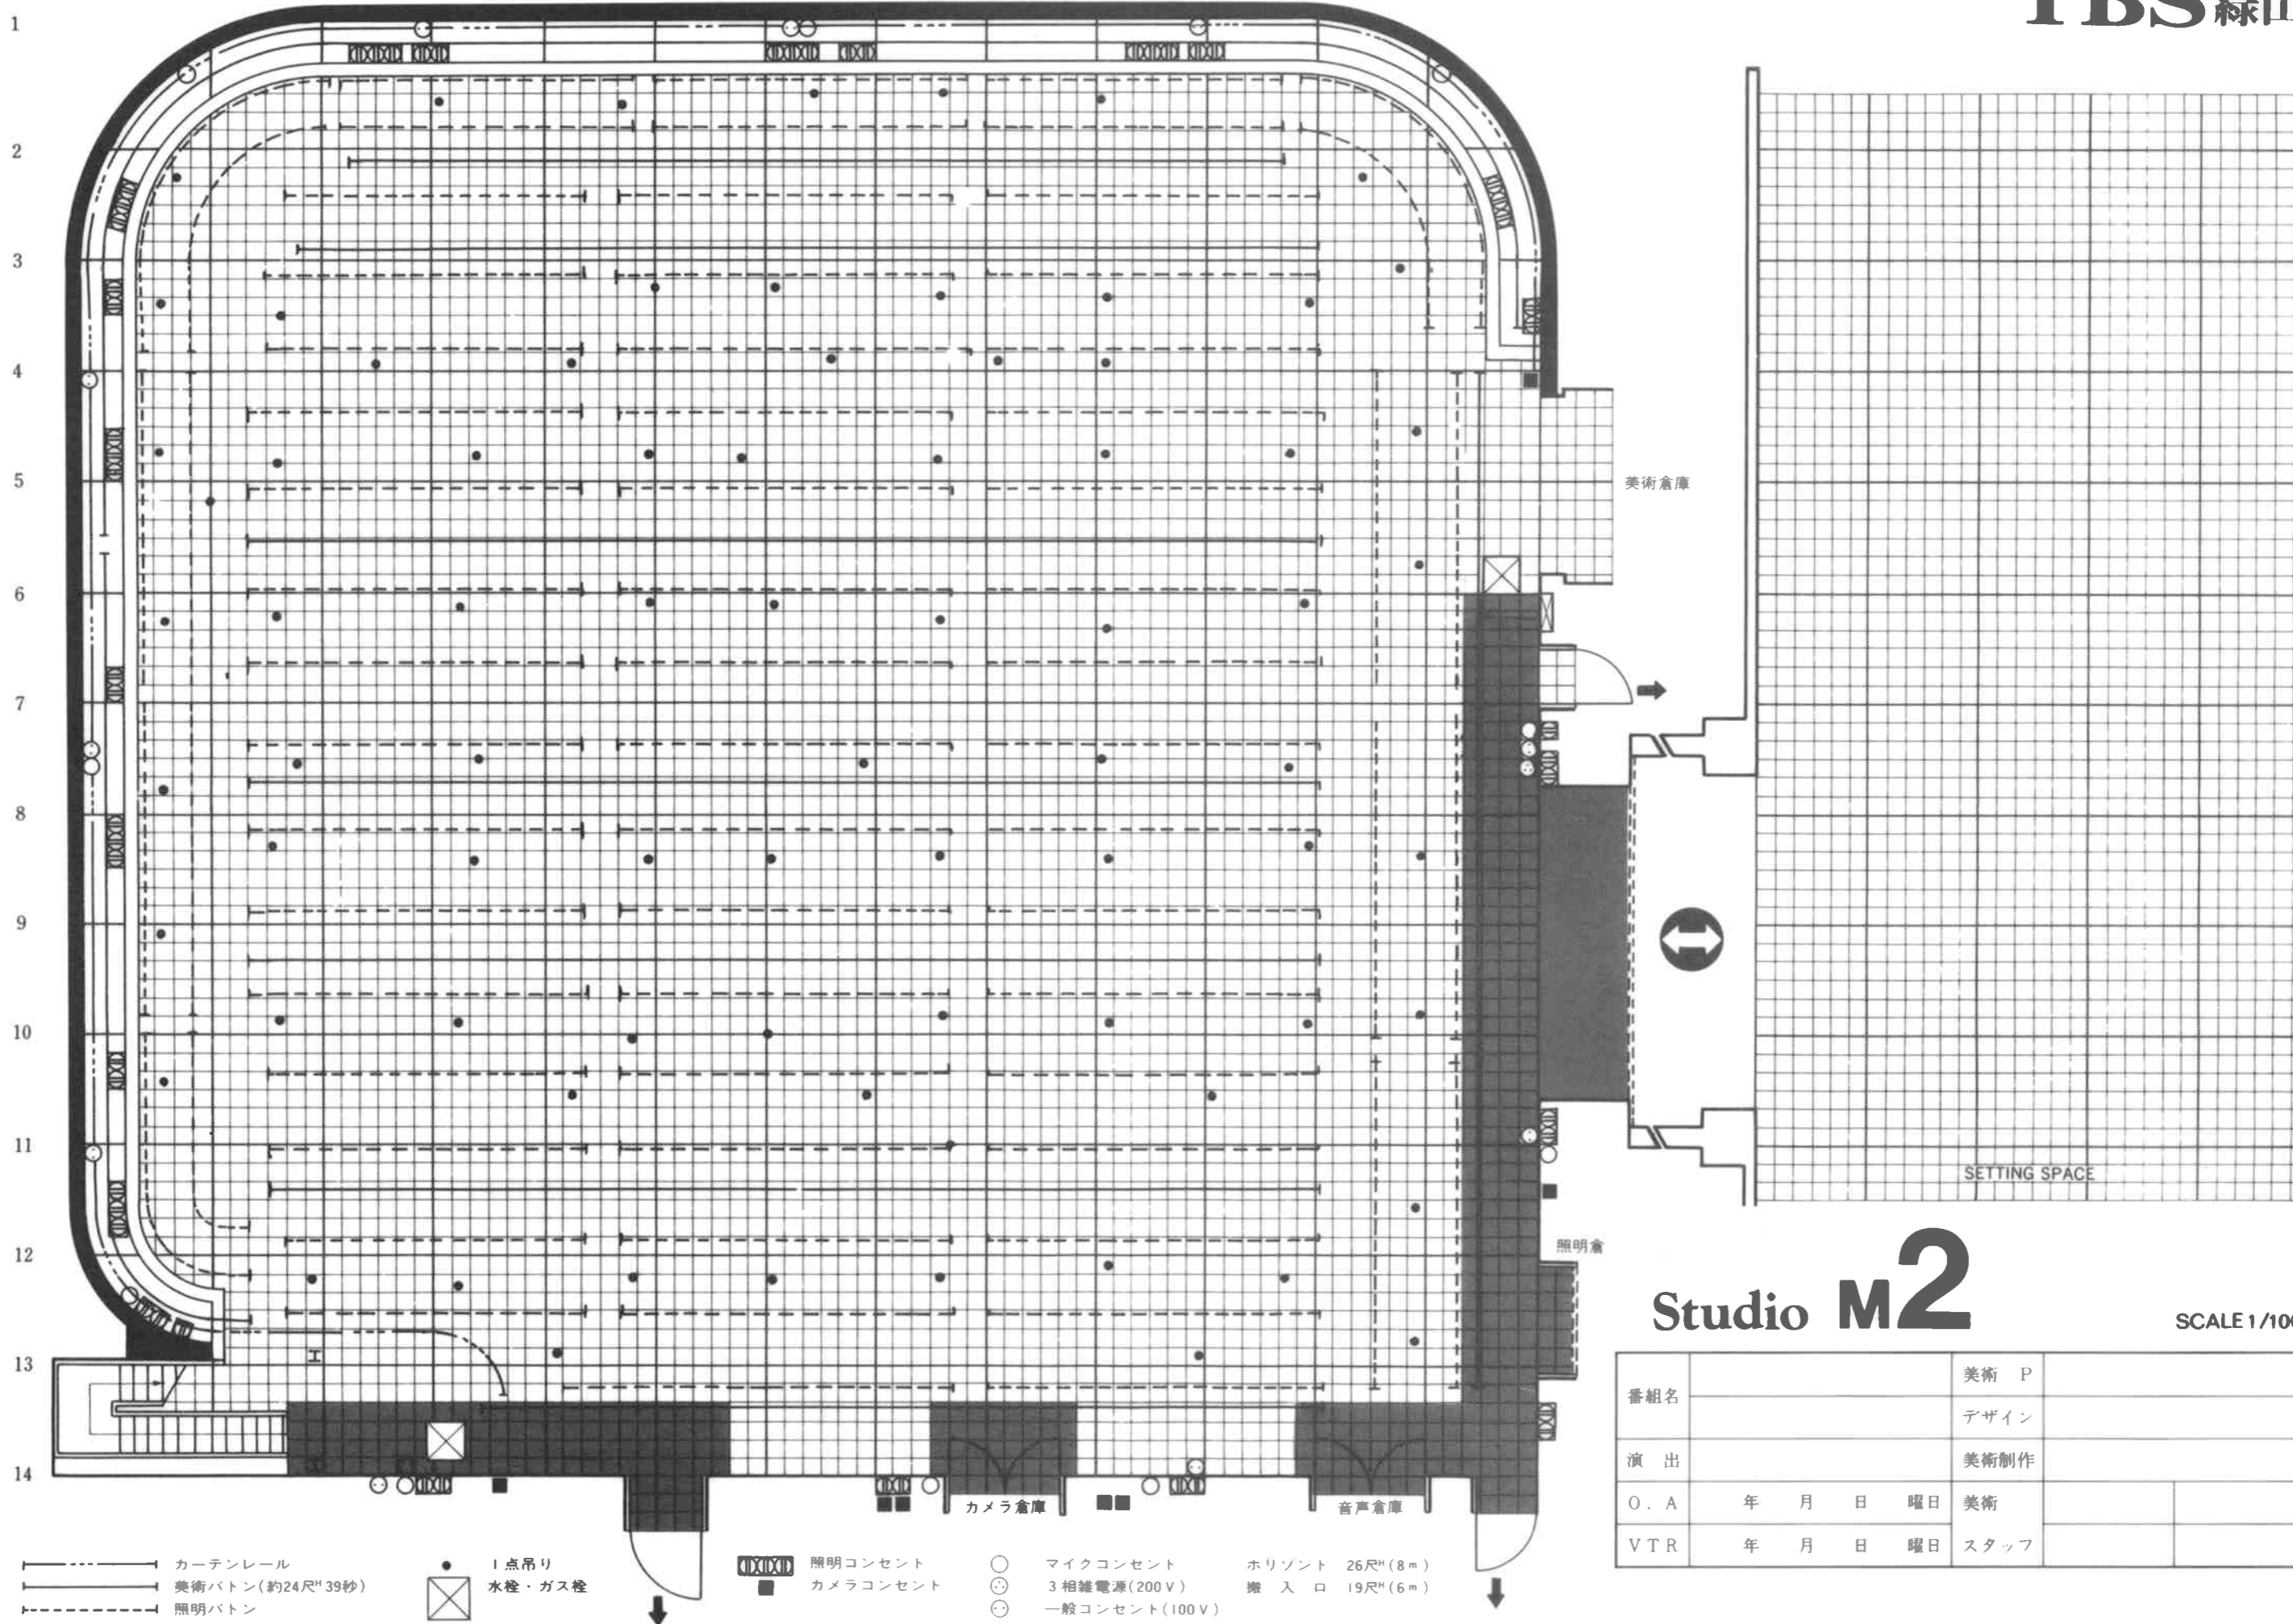 TBS緑山
1
2
3
4
5
6
7
8
9
10
11
12
13
14
美術倉庫
SETTING SPACE
照明倉
Studio M2
SCALE 1/100
番組名
美術 P
デザイン
演 出
美術制作
O. A 年 月 日 曜日
美術
VTR 年 月 日 曜日
スタッフ
カメラ倉庫
音声倉庫
カーテンレール
美術バトン(約24尺H 39秒)
照明バトン
1点吊り
水栓・ガス栓
照明コンセント
カメラコンセント
マイクコンセント
3相雑電源(200V)
一般コンセント(100V)
ホリゾント 26尺H(8m)
搬 入 口 19尺H(6m)